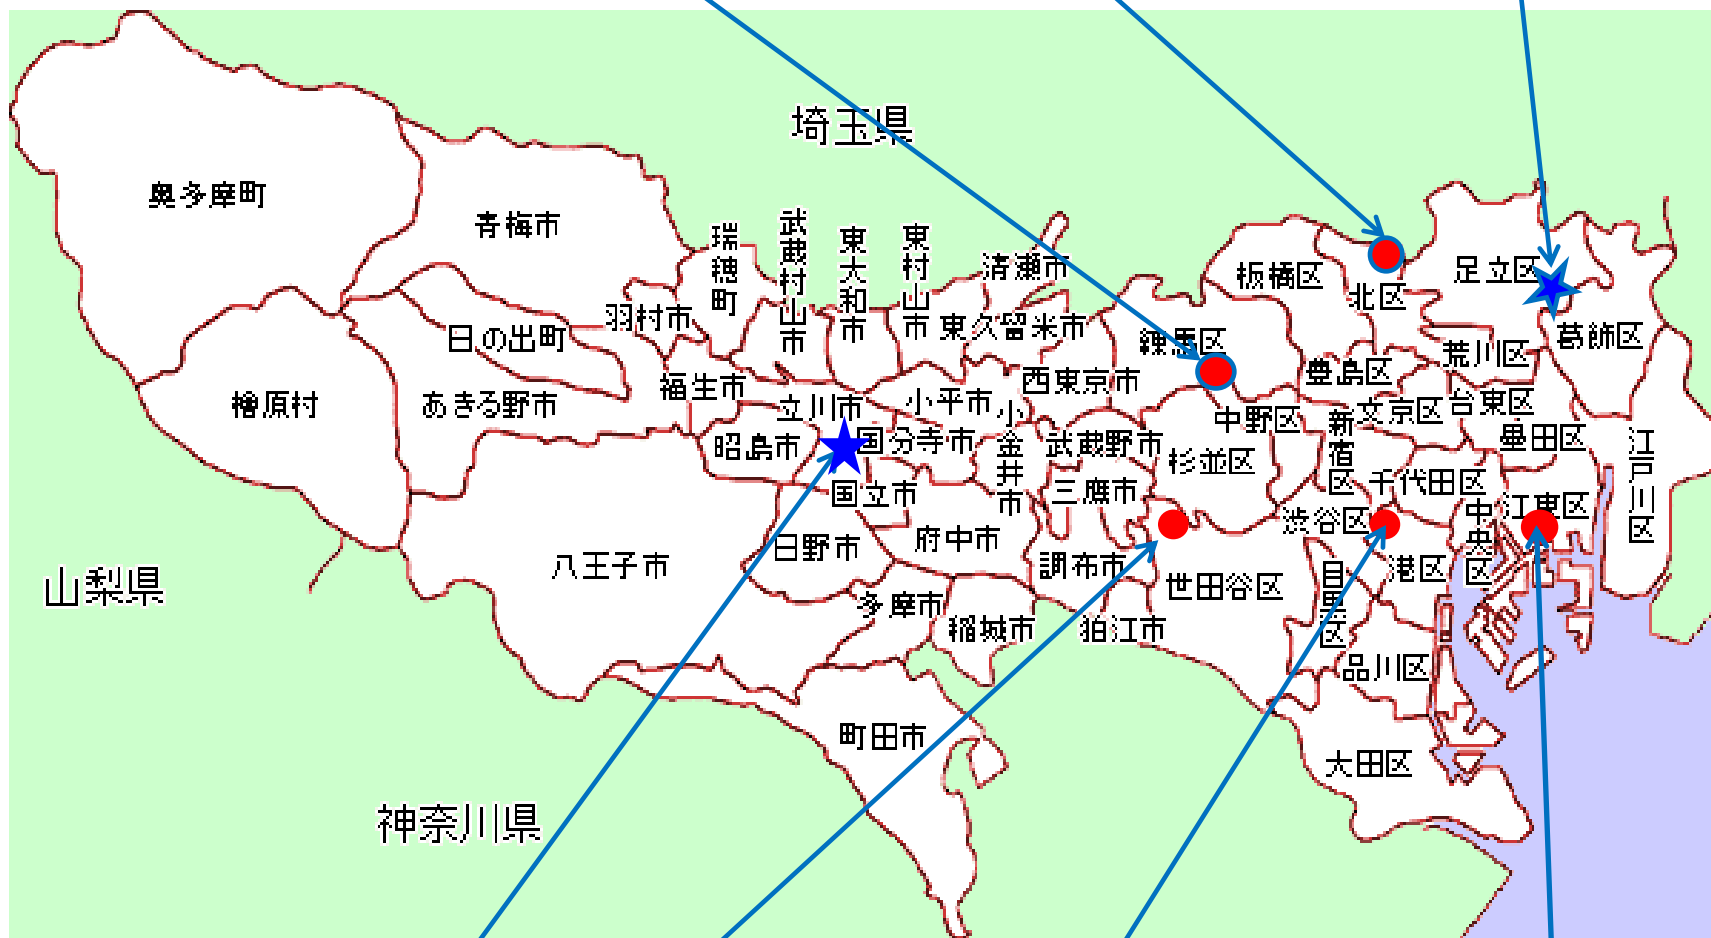 埼玉県
奥多摩町
青梅市
瑞穂町
武蔵村山市
東大和市
東村山市
清瀬市
板橋区
足立区
北区
羽村市
日の出町
東久留米市
練馬区
荒川区
葛飾区
福生市
西東京市
豊島区
檜原村
あきる野市
立川市
小平市
小金井市
文京区
台東区
中野区
新宿区
墨田区
江戸川区
昭島市
国分寺市
武蔵野市
杉並区
国立市
三鷹市
千代田区
江東区
中央区
渋谷区
日野市
府中市
調布市
八王子市
港区
山梨県
世田谷区
目黒区
多摩市
稲城市
狛江市
品川区
町田市
大田区
神奈川県